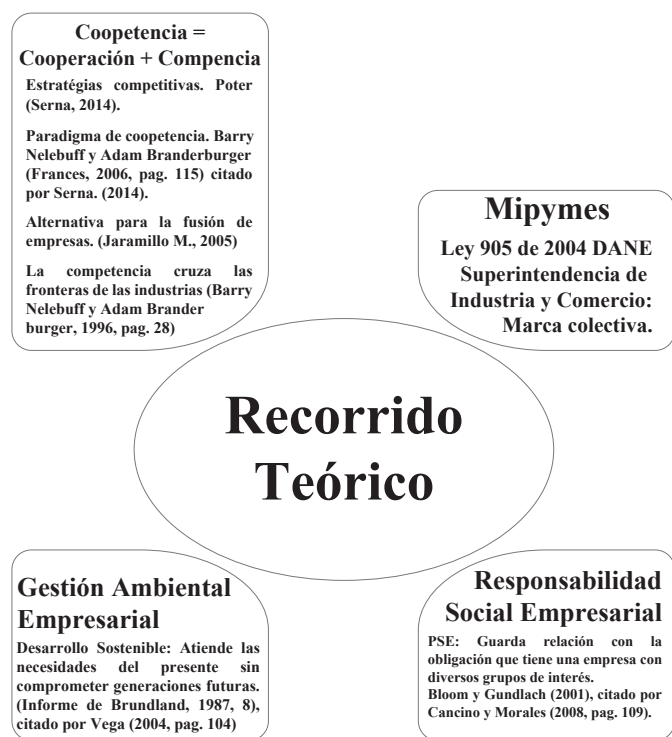 Coopetencia =
Cooperación + Compencia
Estratégias competitivas. Poter
(Serna, 2014).
Paradigma de coopetencia. Barry
Nelebuff y Adam Branderburger
(Frances, 2006, pag. 115) citado
por Serna. (2014).
Alternativa para la fusión de
empresas. (Jaramillo M., 2005)
La competencia cruza las
fronteras de las industrias (Barry
Nelebuff y Adam Brander
burger, 1996, pag. 28)
Mipymes
Ley 905 de 2004 DANE
Superintendencia de
Industria y Comercio:
Marca colectiva.
Recorrido
Teórico
Gestión Ambiental
Empresarial
Desarrollo Sostenible: Atiende las
necesidades del presente sin
comprometer generaciones futuras.
(Informe de Brundland, 1987, 8),
citado por Vega (2004, pag. 104)
Responsabilidad
Social Empresarial
PSE: Guarda relación con la
obligación que tiene una empresa con
diversos grupos de interés.
Bloom y Gundlach (2001), citado por
Cancino y Morales (2008, pag. 109).